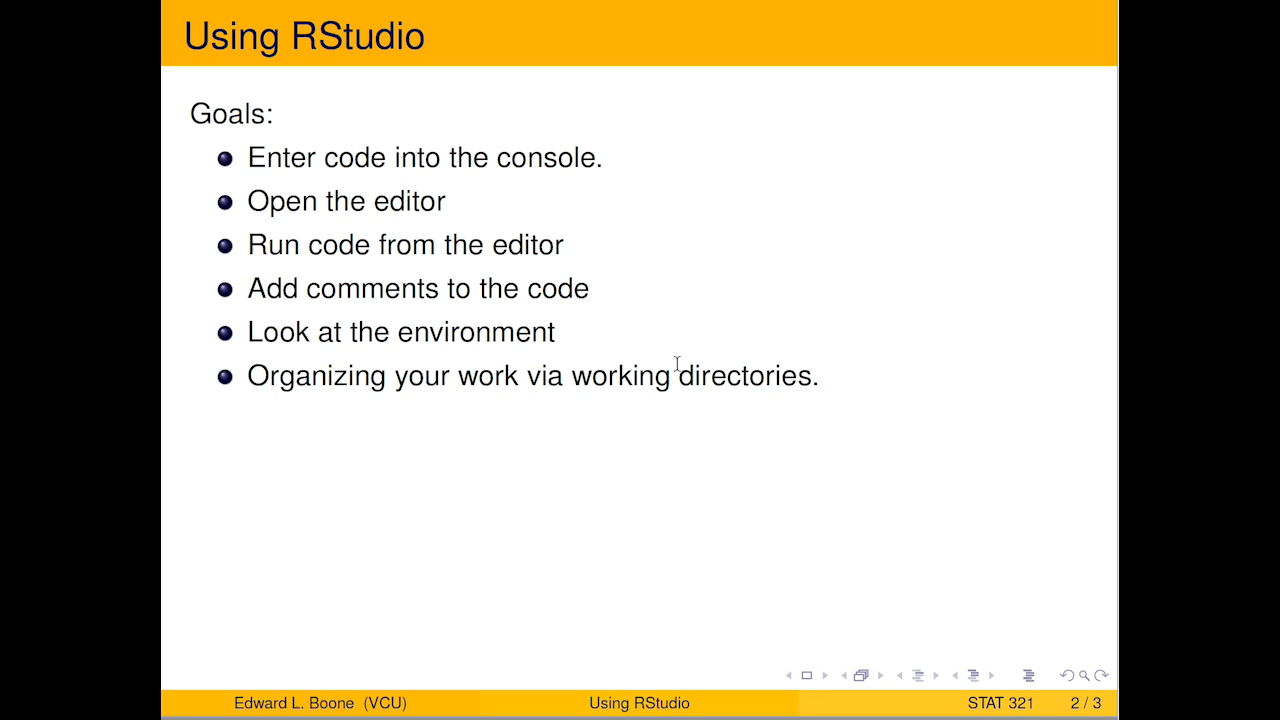 Using RStudio
Goals:
Enter code into the console.
Open the editor
Run code from the editor
Add comments to the code
Look at the environment
Organizing your work via working directories.
Edward L. Boone (VCU) Using RStudio STAT 321 2 / 3